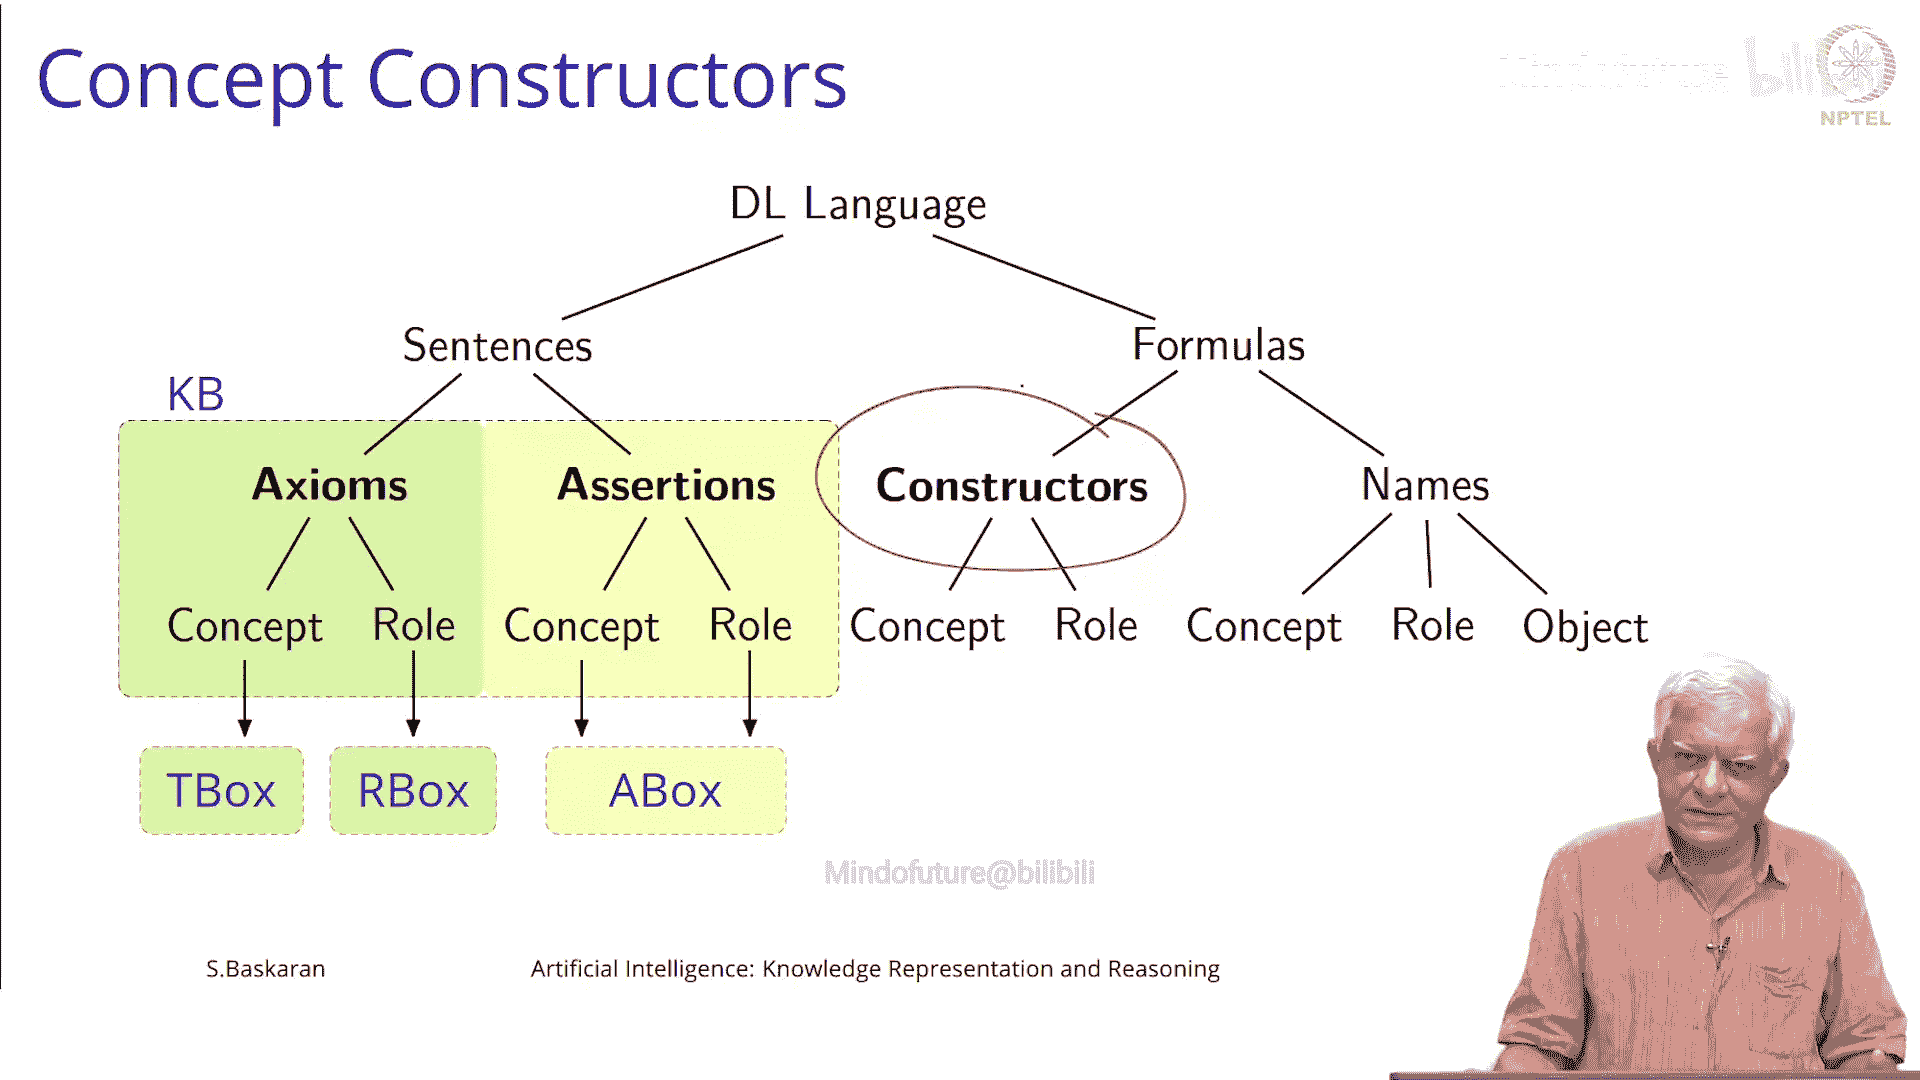 Concept Constructors
NPTEL
DL Language
Sentences Formulas
KB
Axioms Assertions Constructors Names
Concept Role Concept Role Concept Role Concept Role Object
TBox RBox ABox
Mindofuture@bilibili
S.Baskaran Artificial Intelligence: Knowledge Representation and Reasoning